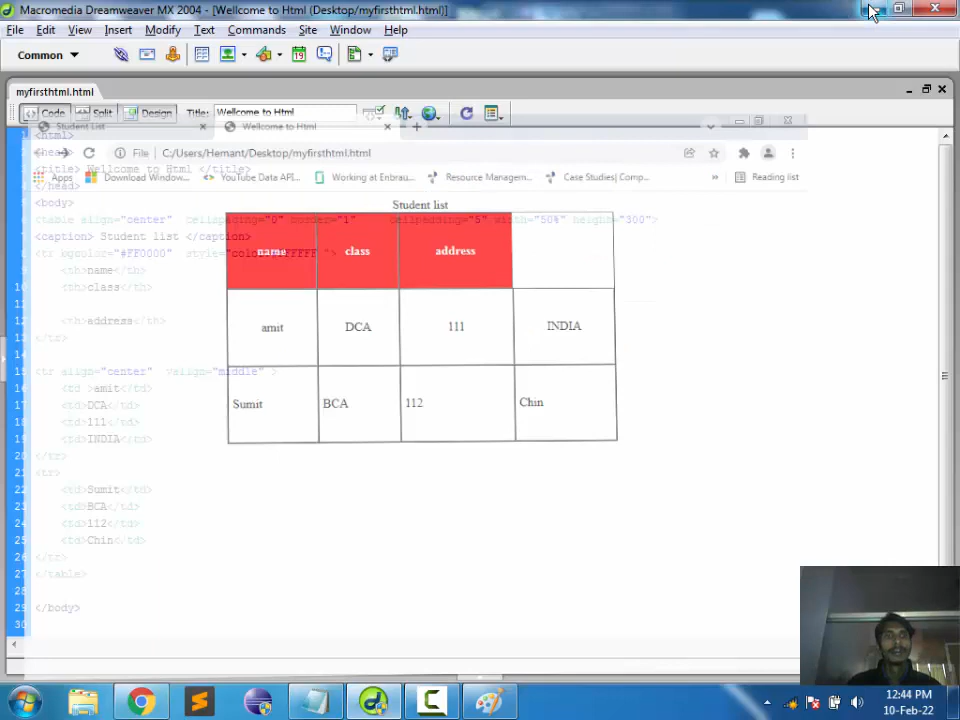 Macromedia Dreamweaver MX 2004 - [Wellcome to Html (Desktop/myfirsthtml.html)]
File Edit View Insert Modify Text Commands Site Window Help
Common
myfirsthtml.html
Code Split Design Title: Wellcome to Html
Student List Wellcome to Html
File C:/Users/Hemant/Desktop/myfirsthtml.html
Apps Download Window... YouTube Data API... Working at Enbrau... Resource Managem... Case Studies| Comp... » Reading list
Student list
name class address
amit DCA 111 INDIA
Sumit BCA 112 Chin
<html>
<head>
<title> Wellcome to Html </title>
</head>
<body>
<table align="center" cellspacing="0" border="1" cellpadding="5" width="50%" height="300">
<caption> Student list </caption>
<tr bgcolor="#FF0000" style="color:#FFFFFF ">
<th>name</th>
<th>class</th>
<th>address</th>
</tr>
<tr align="center" valign="middle" >
<td >amit</td>
<td>DCA</td>
<td>111</td>
<td>INDIA</td>
</tr>
<tr>
<td>Sumit</td>
<td>BCA</td>
<td>112</td>
<td>Chin</td>
</tr>
</table>
</body>
12:44 PM
10-Feb-22